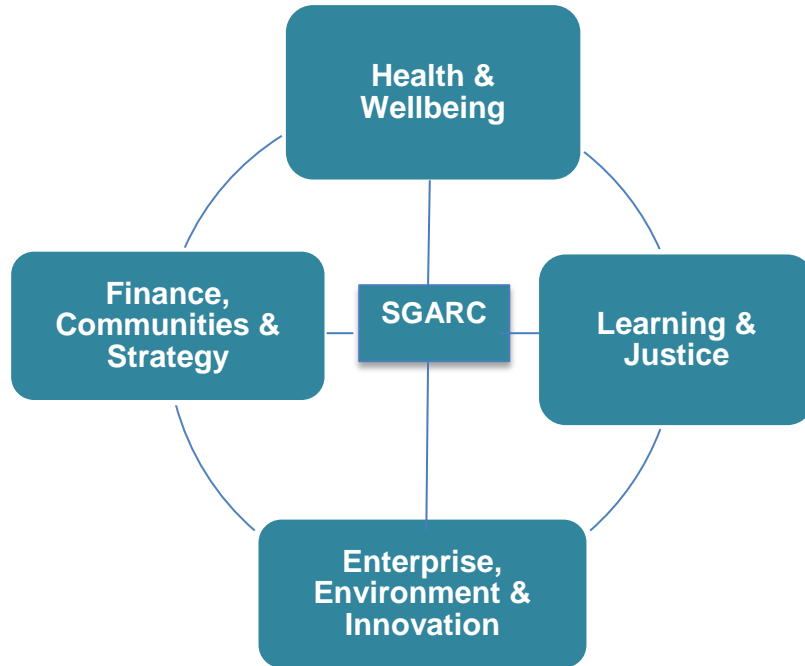 Health &
Wellbeing
Finance,
Communities &
Strategy
SGARC
Learning &
Justice
Enterprise,
Environment &
Innovation